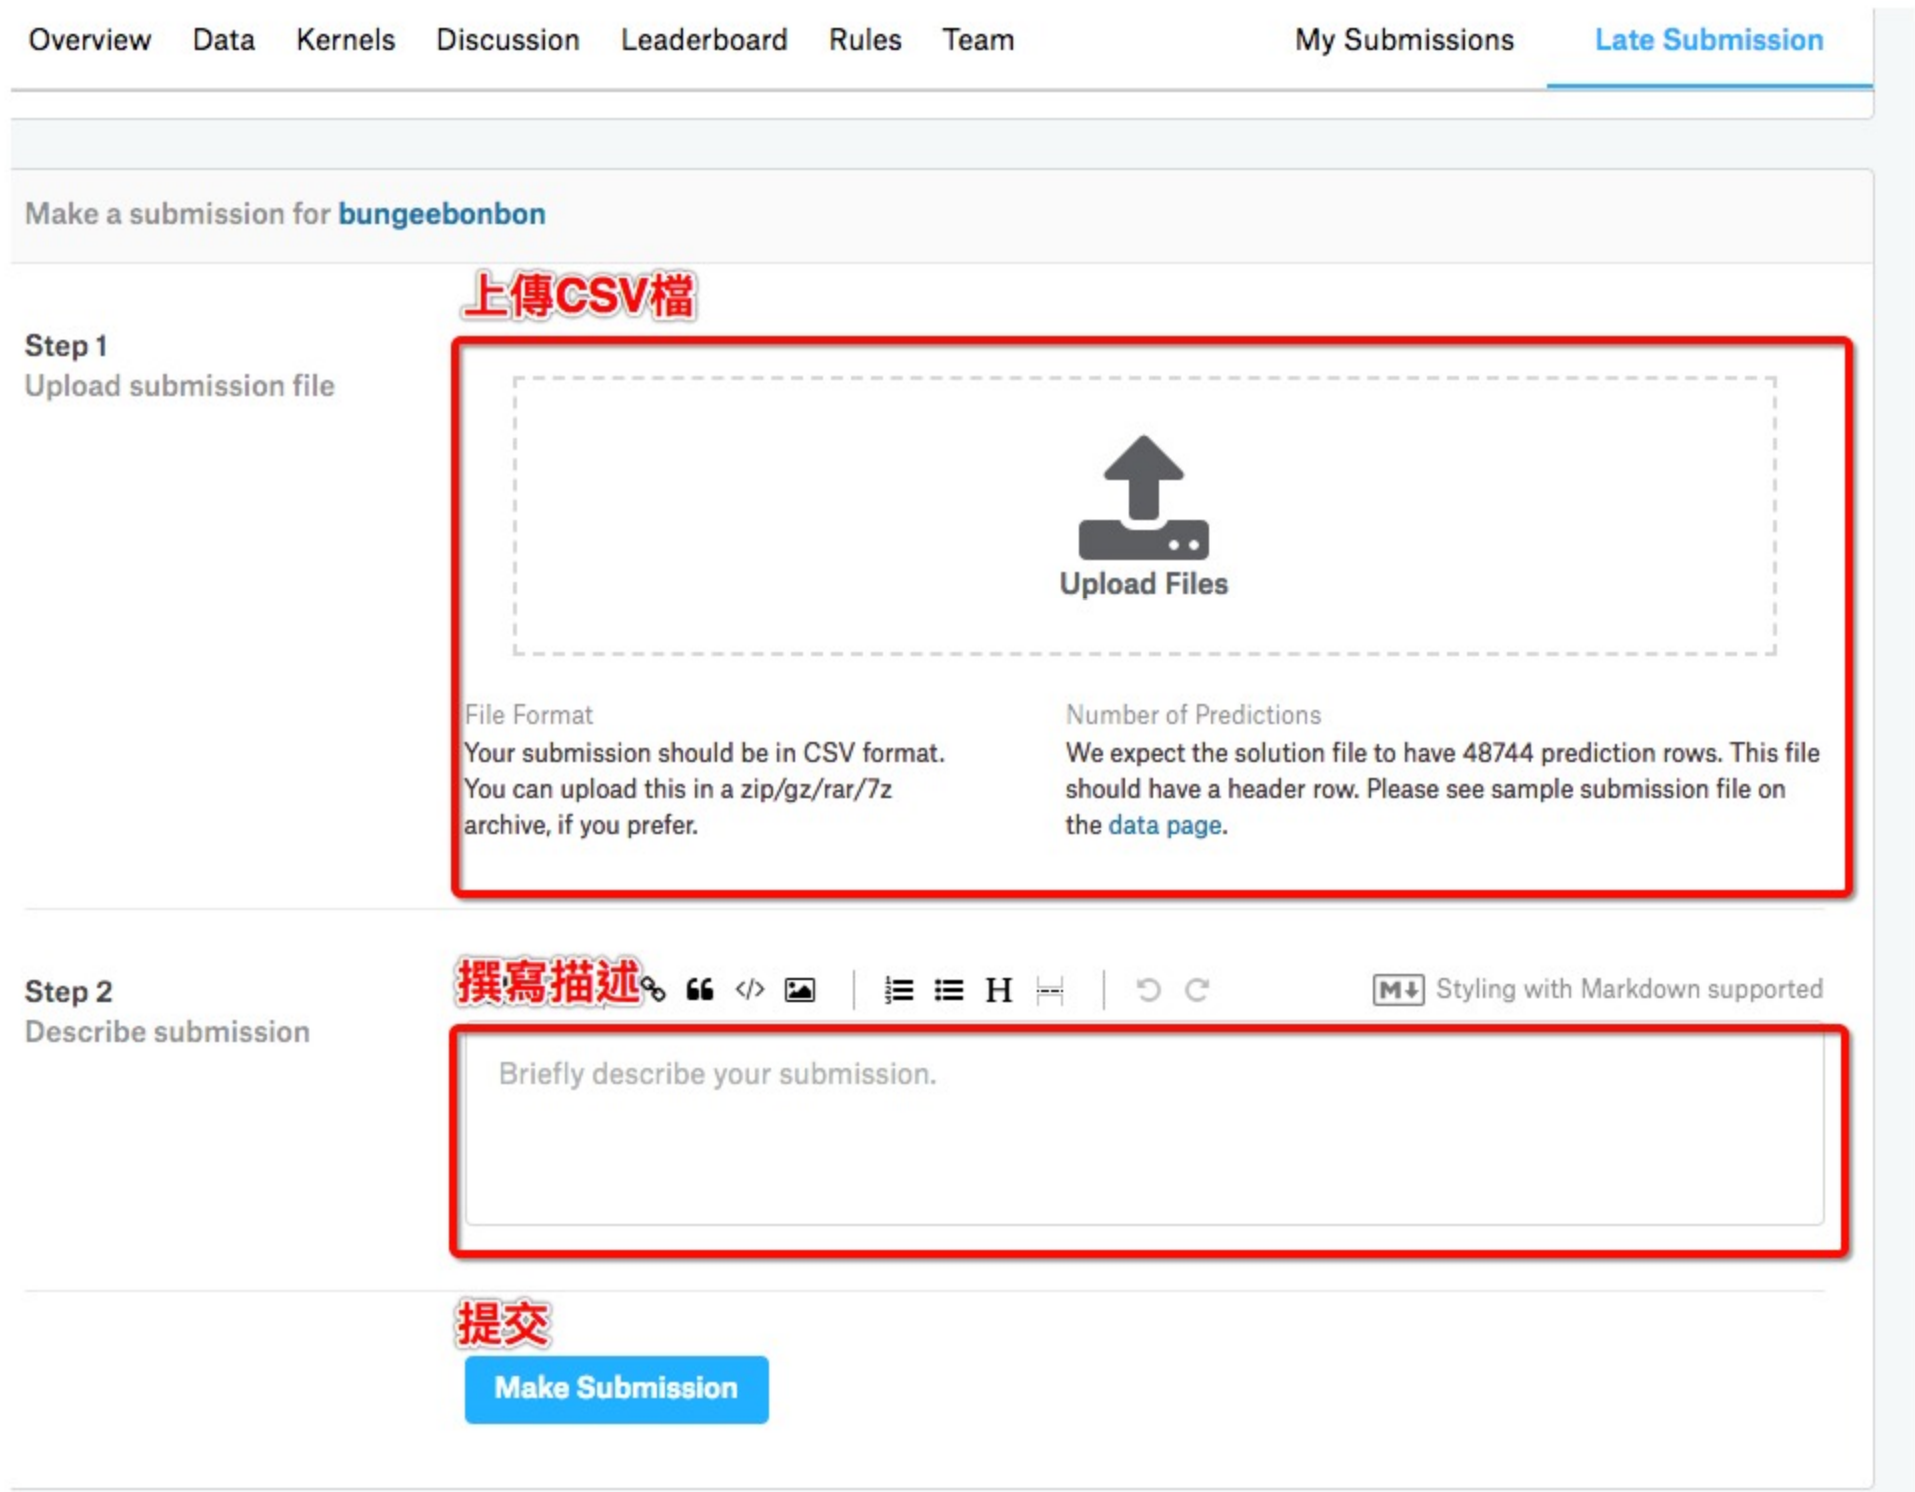 Overview Data Kernels Discussion Leaderboard Rules Team My Submissions Late Submission
Make a submission for bungeebonbon
上傳CSV檔
Step 1
Upload submission file
Upload Files
File Format
Your submission should be in CSV format.
You can upload this in a zip/gz/rar/7z
archive, if you prefer.
Number of Predictions
We expect the solution file to have 48744 prediction rows. This file
should have a header row. Please see sample submission file on
the data page.
Step 2
Describe submission
撰寫描述
H
M Styling with Markdown supported
Briefly describe your submission.
提交
Make Submission